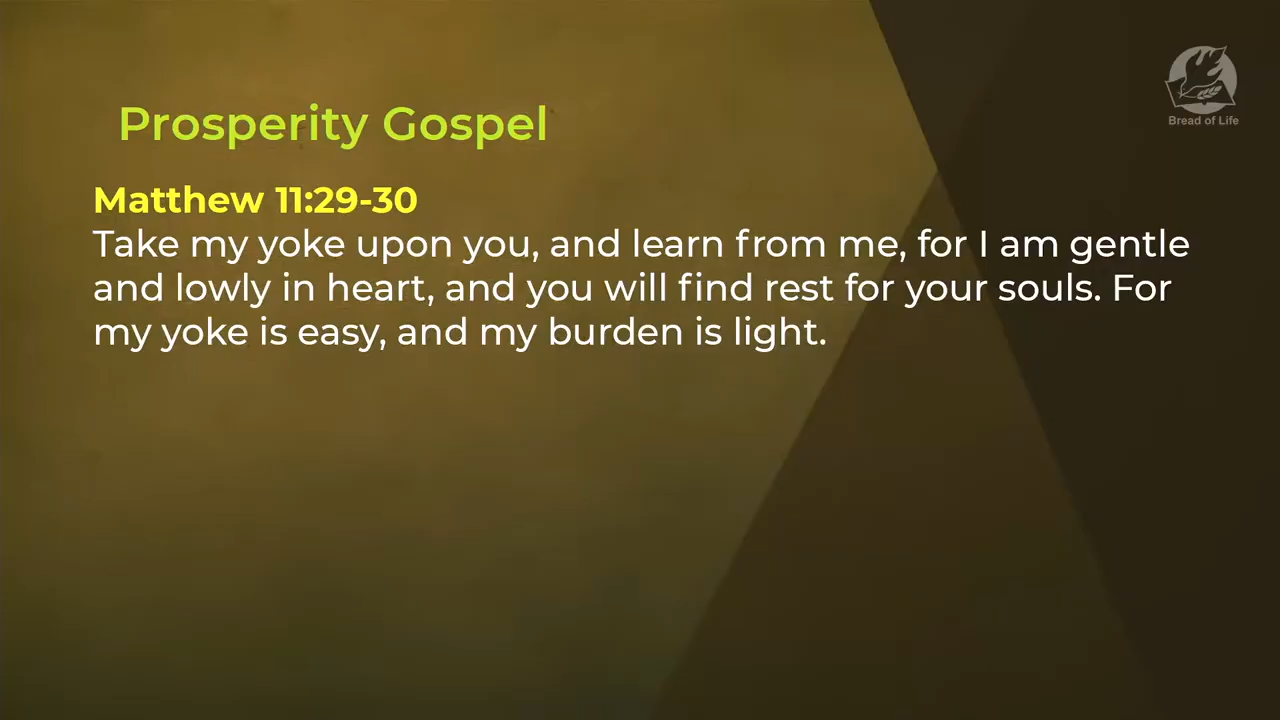 Bread of Life
Prosperity Gospel
Matthew 11:29-30
Take my yoke upon you, and learn from me, for I am gentle
and lowly in heart, and you will find rest for your souls. For
my yoke is easy, and my burden is light.